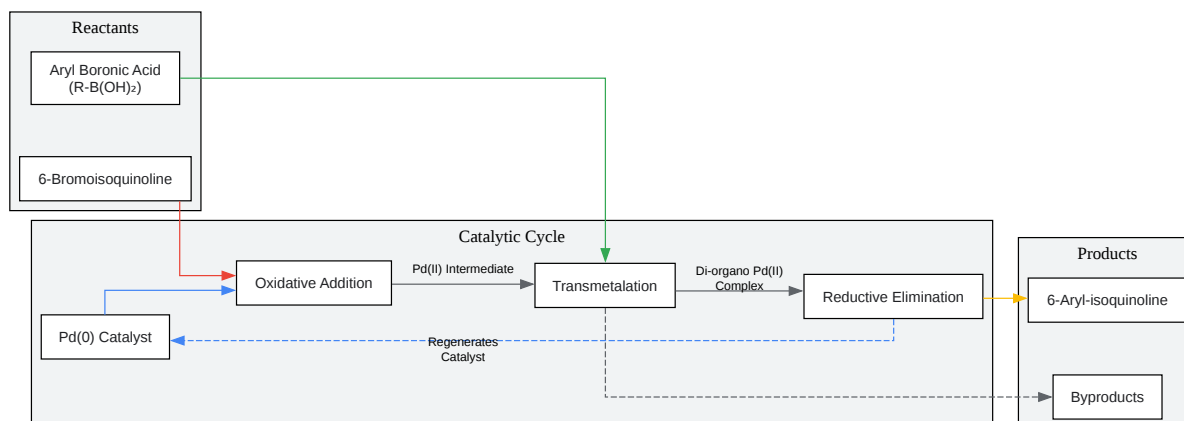 Reactants
Aryl Boronic Acid
(R-B(OH)₂)
6-Bromoisoquinoline
Catalytic Cycle
Products
Oxidative Addition
Pd(II) Intermediate
Transmetalation
Di-organo Pd(II)
Complex
Reductive Elimination
6-Aryl-isoquinoline
Pd(0) Catalyst
Regenerates
Catalyst
Byproducts